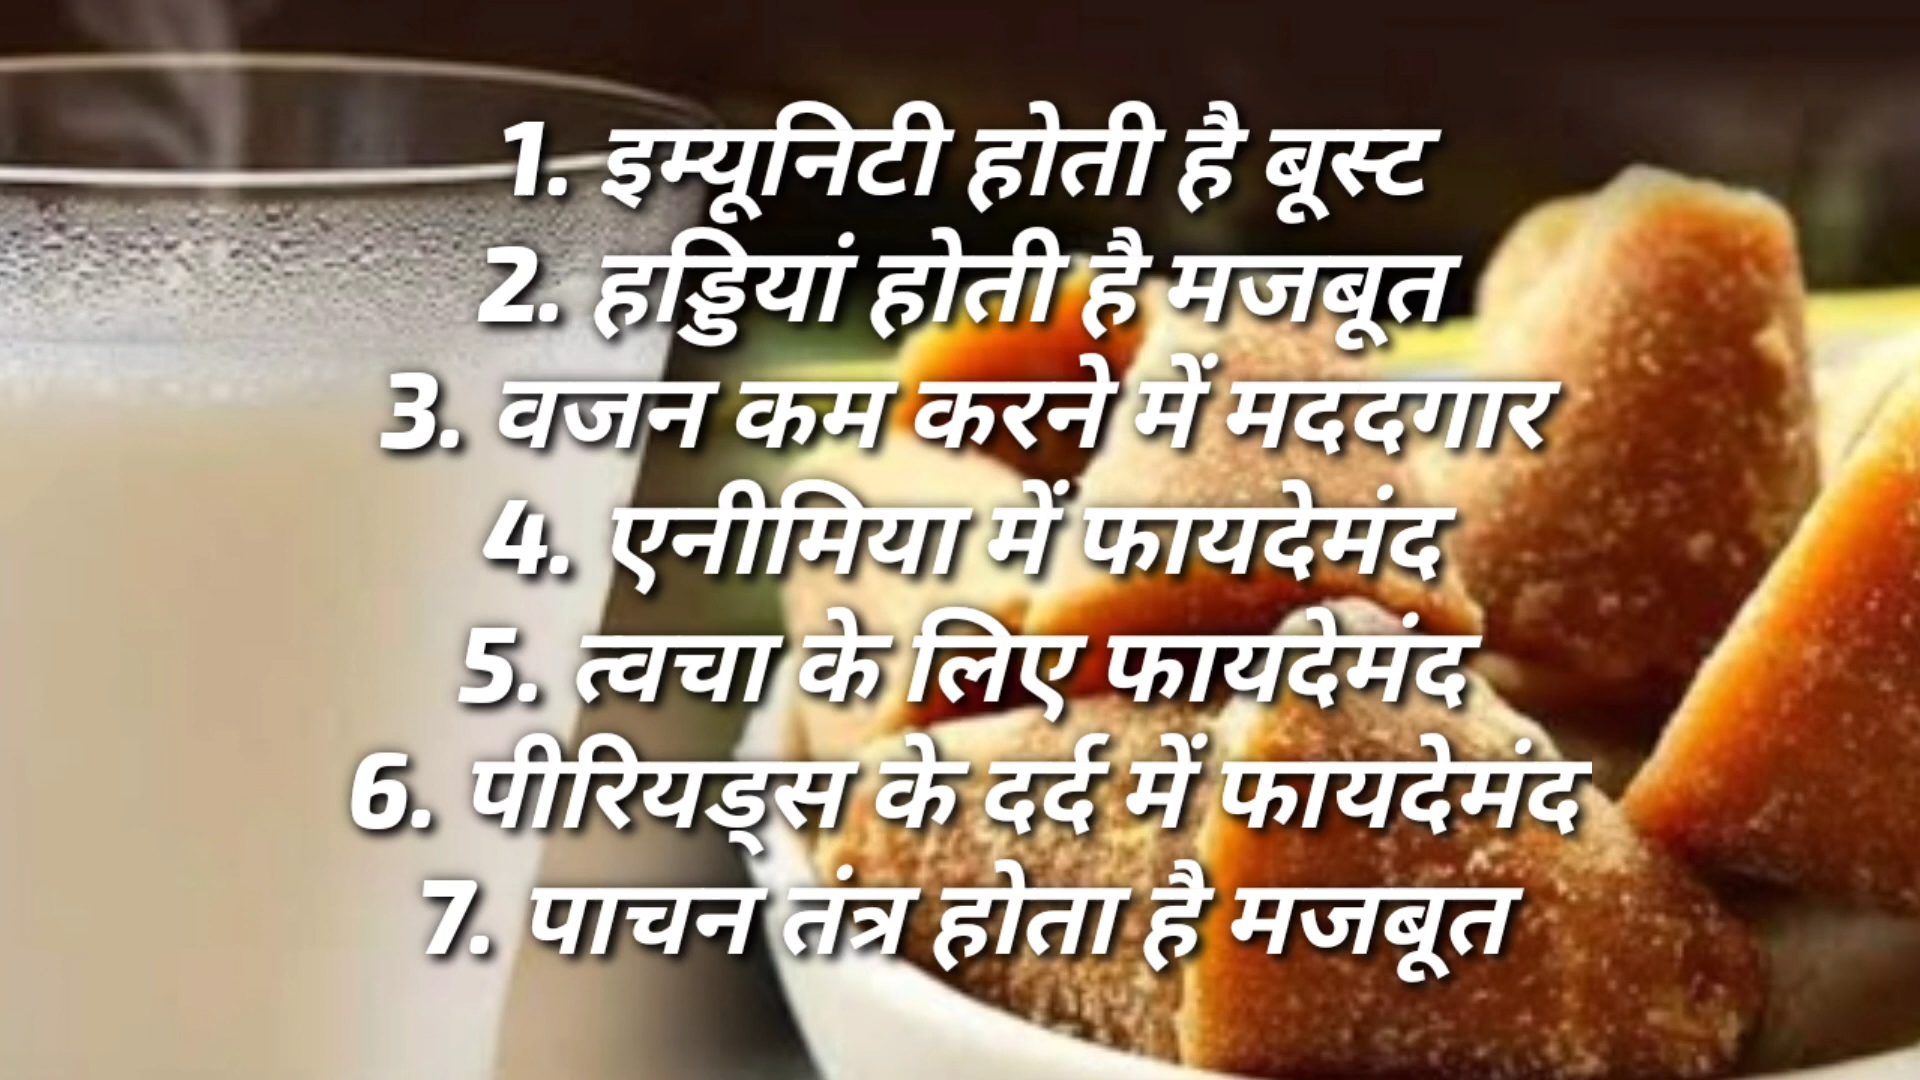 1. इम्यूनिटी होती है बूस्ट
2. हड्डियां होती है मजबूत
3. वजन कम करने में मददगार
4. एनीमिया में फायदेमंद
5. त्वचा के लिए फायदेमंद
6. पीरियड्स के दर्द में फायदेमंद
7. पाचन तंत्र होता है मजबूत